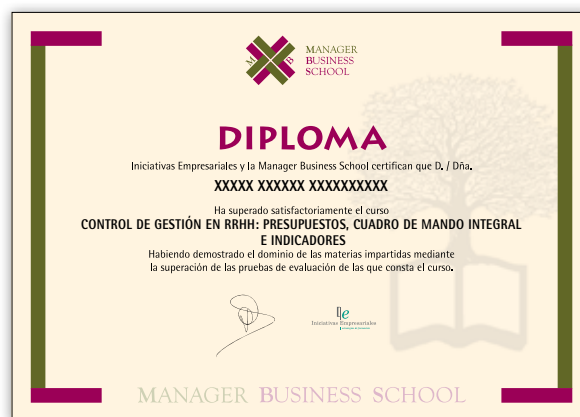 M B
MANAGER
BUSINESS
SCHOOL
DIPLOMA
Iniciativas Empresariales y la Manager Business School certifican que D. / Dña.
XXXXX XXXXXX XXXXXXXXXX
Ha superado satisfactoriamente el curso
CONTROL DE GESTIÓN EN RRHH: PRESUPUESTOS, CUADRO DE MANDO INTEGRAL
E INDICADORES
Habiendo demostrado el dominio de las materias impartidas mediante
la superación de las pruebas de evaluación de las que consta el curso.
Iniciativas Empresariales
MANAGER BUSINESS SCHOOL